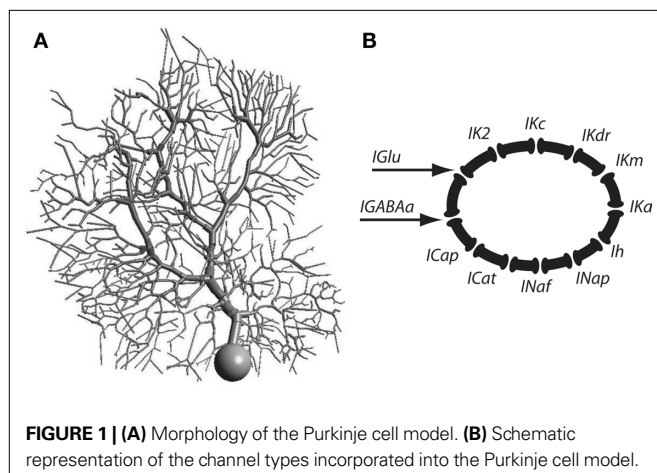 A
B
IKc
IK2
IKdr
IGlu
IKm
IGABAa
IKa
Ih
ICap
ICat
INap
INaf
FIGURE 1 | (A) Morphology of the Purkinje cell model. (B) Schematic
representation of the channel types incorporated into the Purkinje cell model.